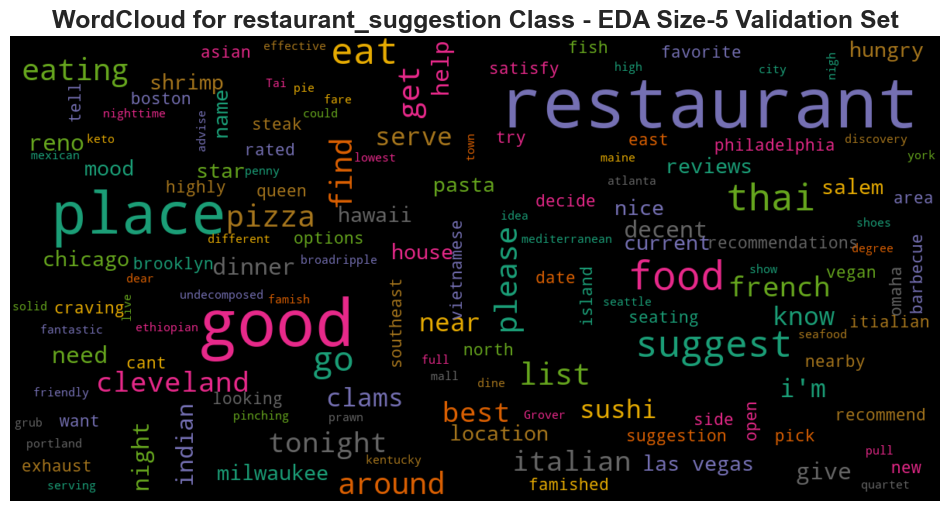 WordCloud for restaurant_suggestion Class - EDA Size-5 Validation Set
asian effective eat help fish favorite hungry
eating shrimp Tai pie get satisfy high city nigh
tell boston name fare could restaurant
nighttime advise steak serve try east philadelphia discovery
reno keto rated find lowest town maine york
mexican mood star penny pasta reviews thai salem area
highly queen hawaii decide nice atlanta
place pizza different options house vietnamese please idea decent shoes
chicago brooklyn dinner broadripple mediterranean current recommendations degree
dear date island food show vegan omaha barbecue
solid craving live undecomposed famish southeast seattle french
fantastic ethiopian good near seating know itialian
need cant go north suggest seafood nearby
cleveland looking full mall list i'm
friendly pinching clams dine sushi side open recommend
grub want night indian prawn best Grover suggestion pick
portland tonight location pull
exhaust milwaukee kentucky italian las vegas give new
serving around famished quartet